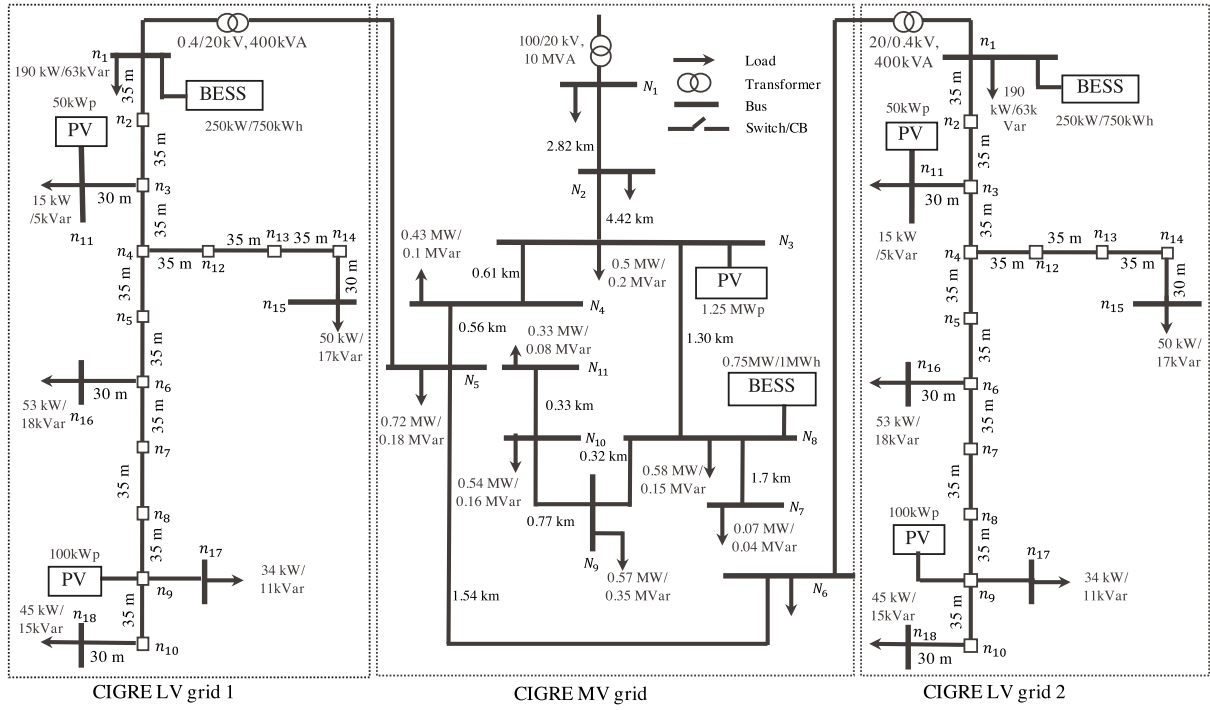 0.4/20kV, 400kVA
n1
190 kW/63kVar
35 m
BESS
250kW/750kWh
50kWp
PV
n2
35 m
n3
30 m
15 kW
/5kVar
n11
35 m
n4
35 m
n12
35 m
n13
35 m
n14
30 m
n15
50 kW/
17kVar
35 m
n5
35 m
n6
30 m
53 kW/
18kVar
n16
35 m
n7
35 m
n8
35 m
100kWp
PV
n9
n17
34 kW/
11kVar
45 kW/
15kVar
n18
35 m
30 m
n10
CIGRE LV grid 1
100/20 kV,
10 MVA
N1
Load
Transformer
Bus
Switch/CB
2.82 km
N2
4.42 km
N3
0.43 MW/
0.1 MVar
0.61 km
0.5 MW/
0.2 MVar
PV
1.25 MWp
N4
0.56 km
0.33 MW/
0.08 MVar
1.30 km
N5
N11
0.75MW/1MWh
BESS
0.72 MW/
0.18 MVar
0.33 km
N10
0.32 km
N8
0.54 MW/
0.16 MVar
0.58 MW/
0.15 MVar
1.7 km
0.77 km
N7
0.07 MW/
0.04 MVar
N9
0.57 MW/
0.35 MVar
N6
1.54 km
CIGRE MV grid
20/0.4kV,
400kVA
n1
35 m
190
kW/63k
Var
BESS
250kW/750kWh
50kWp
PV
n2
35 m
n11
n3
30 m
15 kW
/5kVar
35 m
n4
35 m
n12
35 m
n13
35 m
n14
30 m
n15
50 kW/
17kVar
35 m
n5
35 m
n16
n6
30 m
53 kW/
18kVar
35 m
n7
35 m
n8
35 m
100kWp
PV
n9
n17
34 kW/
11kVar
45 kW/
15kVar
n18
35 m
30 m
n10
CIGRE LV grid 2